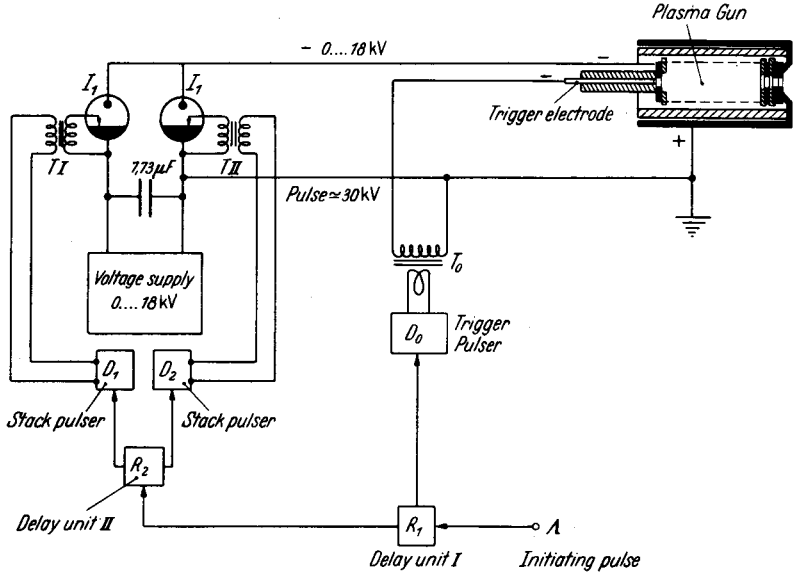 Plasma Gun
– 0....18 kV
–
I₁
I₁
Trigger electrode
T I
T II
7,73 μF
+
Pulse ≃ 30 kV
Voltage supply
0....18 kV
T₀
D₀
Trigger
Pulser
D₁
D₂
Stack pulser
Stack pulser
R₂
Delay unit II
R₁
Λ
Delay unit I
Initiating pulse